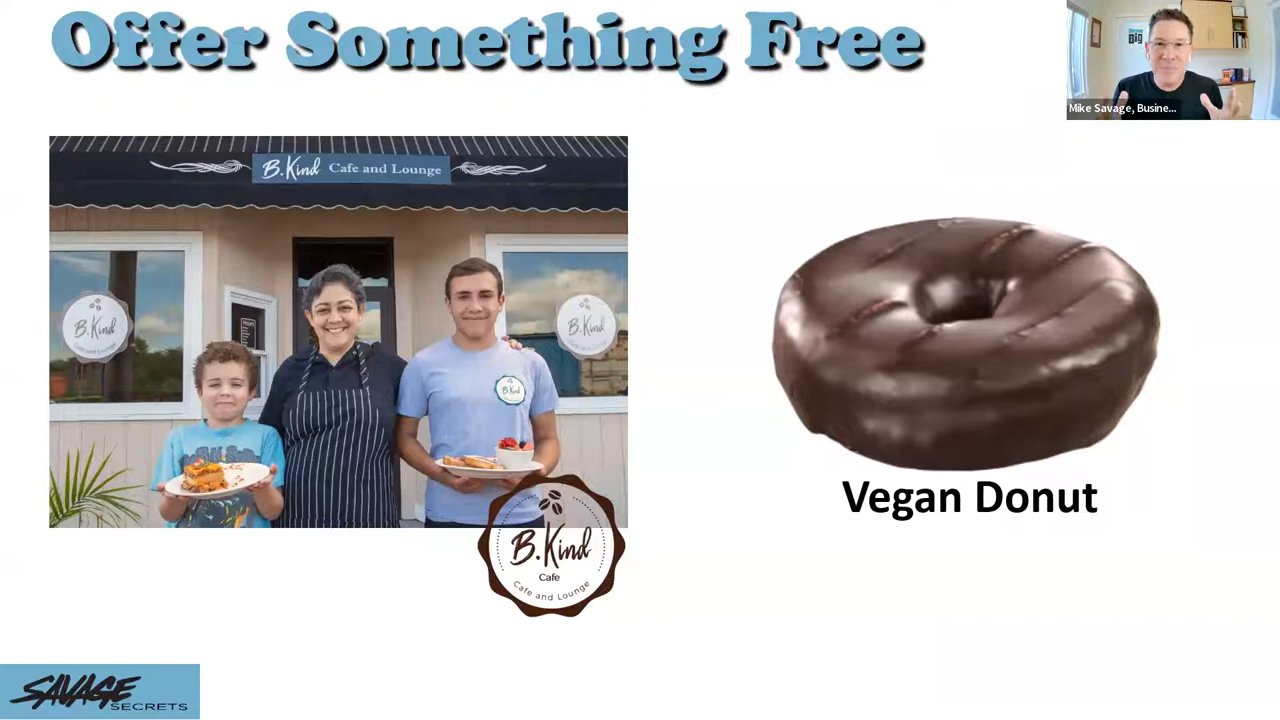 Offer Something Free
Mike Savage, Busine...
B.Kind Cafe and Lounge
B.Kind
B.Kind
B.Kind
B.Kind
Cafe
Cafe and Lounge
Vegan Donut
SAVAGE
SECRETS